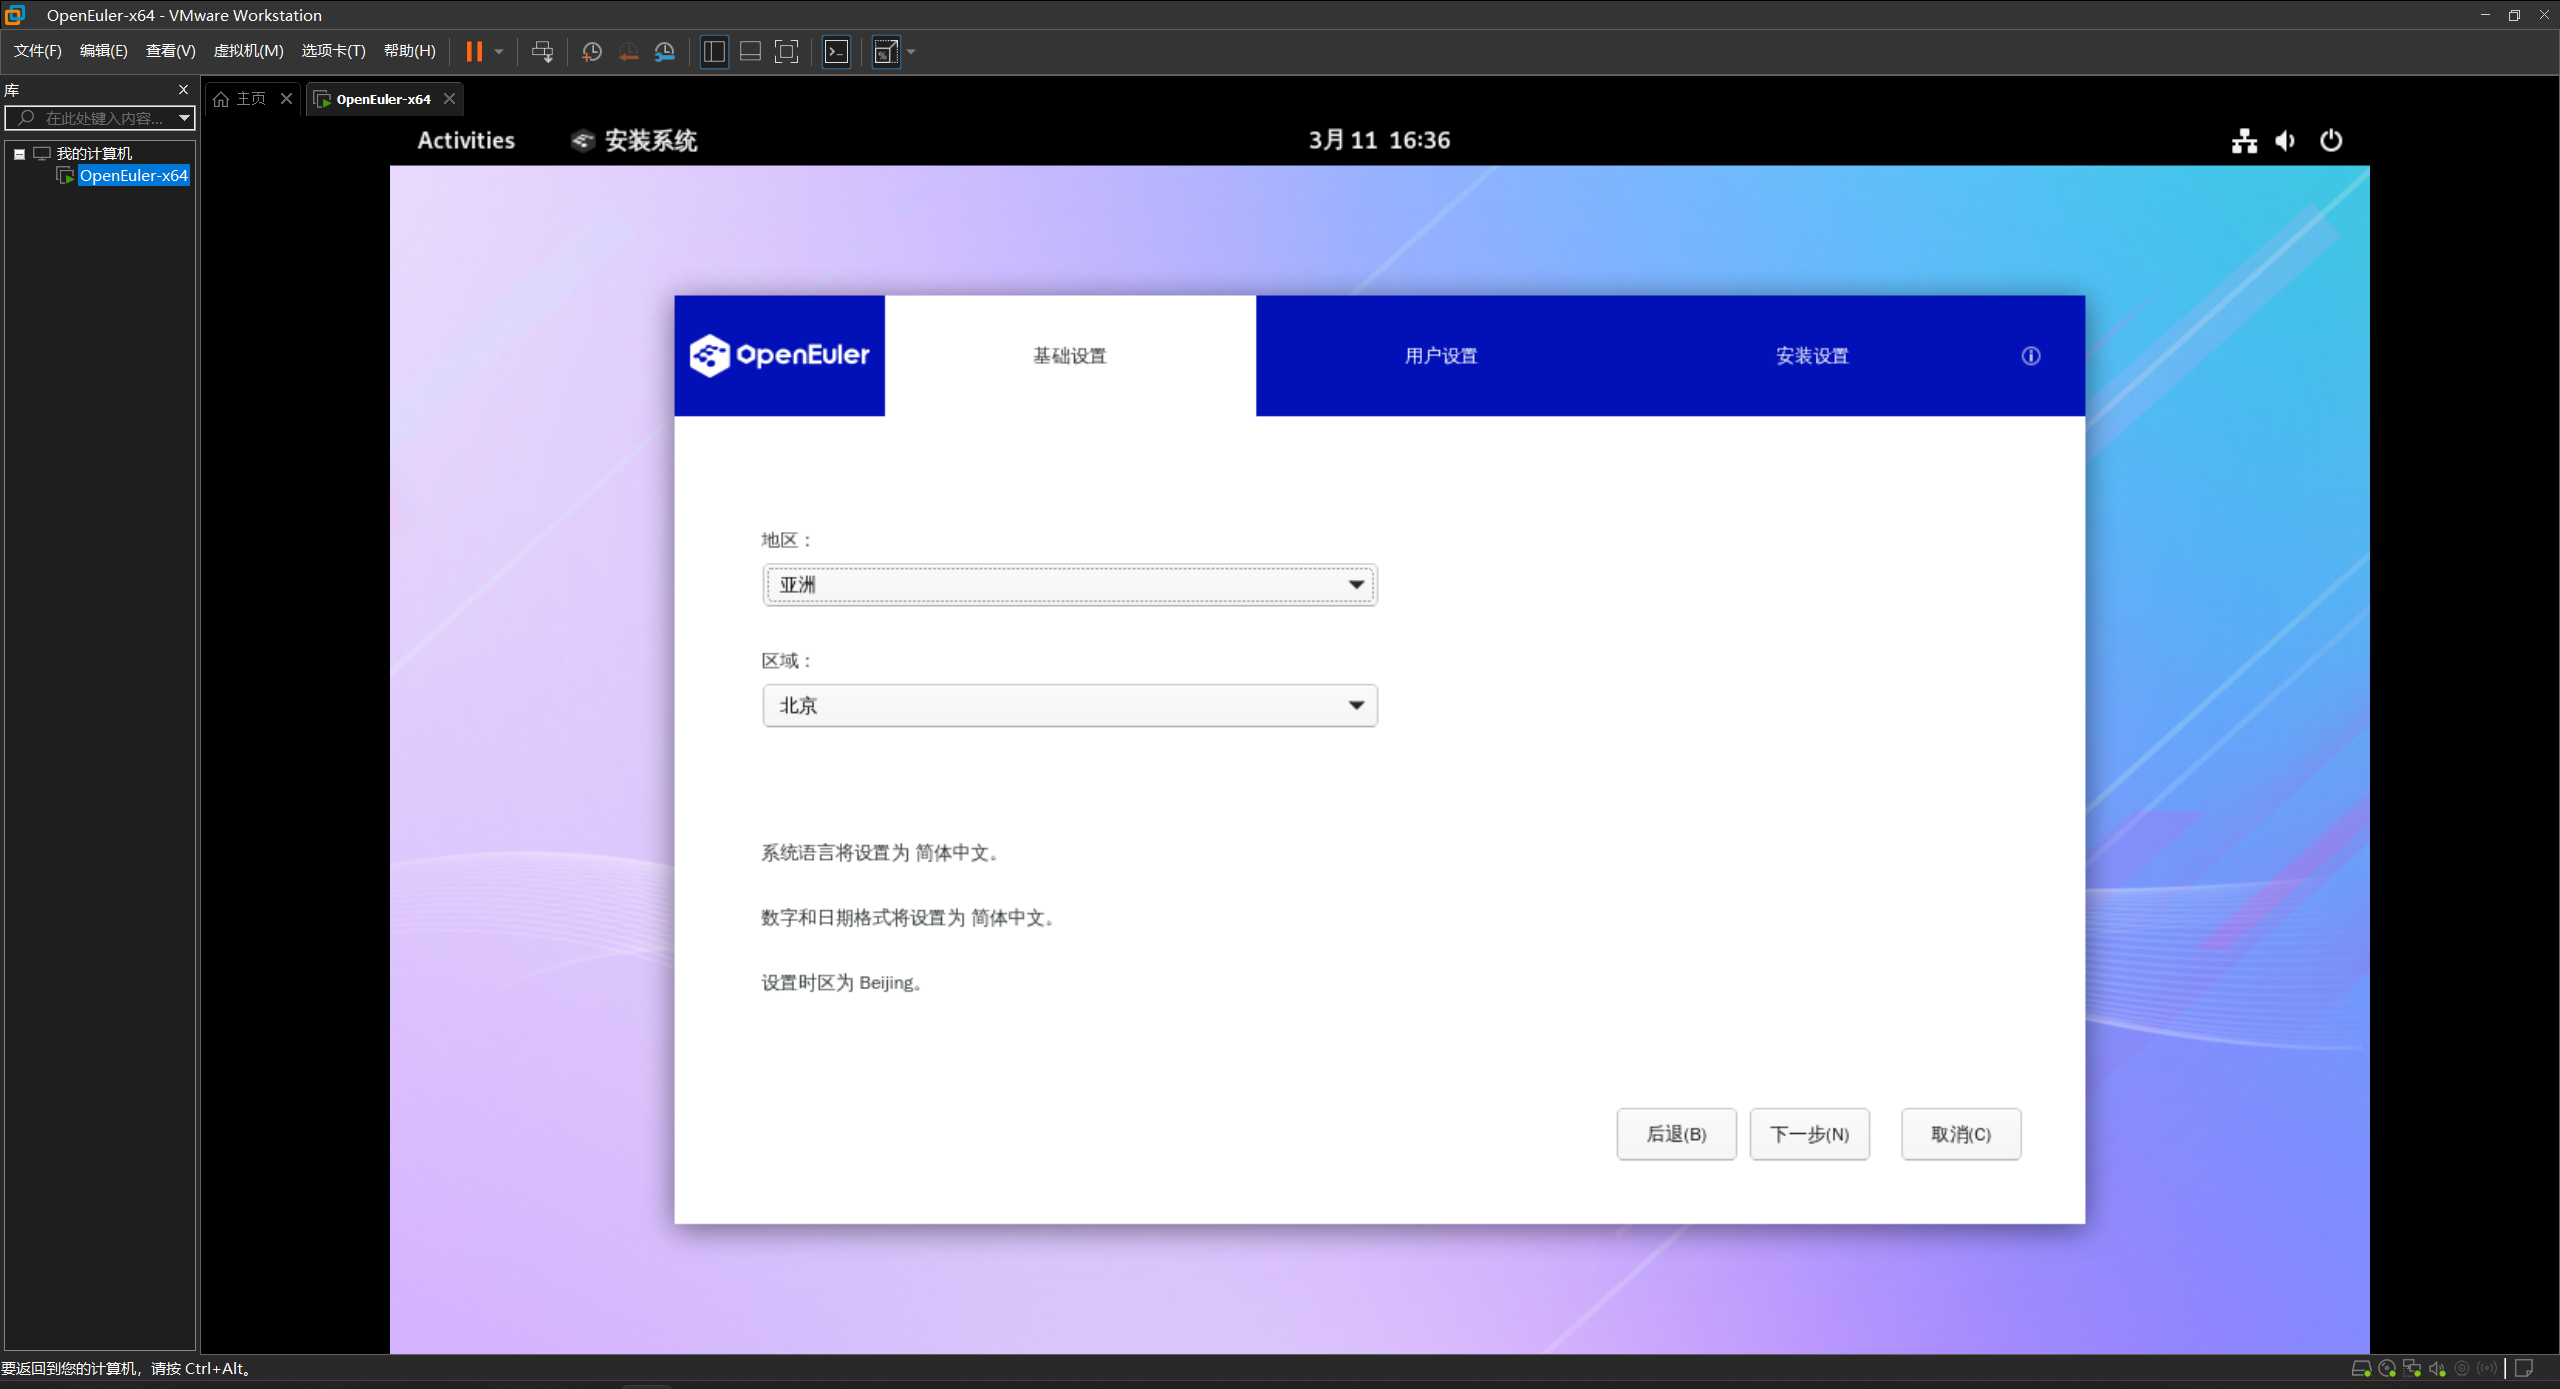 OpenEuler-x64 - VMware Workstation
文件(F) 编辑(E) 查看(V) 虚拟机(M) 选项卡(T) 帮助(H)
库
在此处键入内容...
我的计算机
OpenEuler-x64
主页
OpenEuler-x64
Activities 安装系统 3月 11 16:36
OpenEuler 基础设置 用户设置 安装设置
地区：
亚洲
区域：
北京
系统语言将设置为 简体中文。
数字和日期格式将设置为 简体中文。
设置时区为 Beijing。
后退(B) 下一步(N) 取消(C)
要返回到您的计算机，请按 Ctrl+Alt。